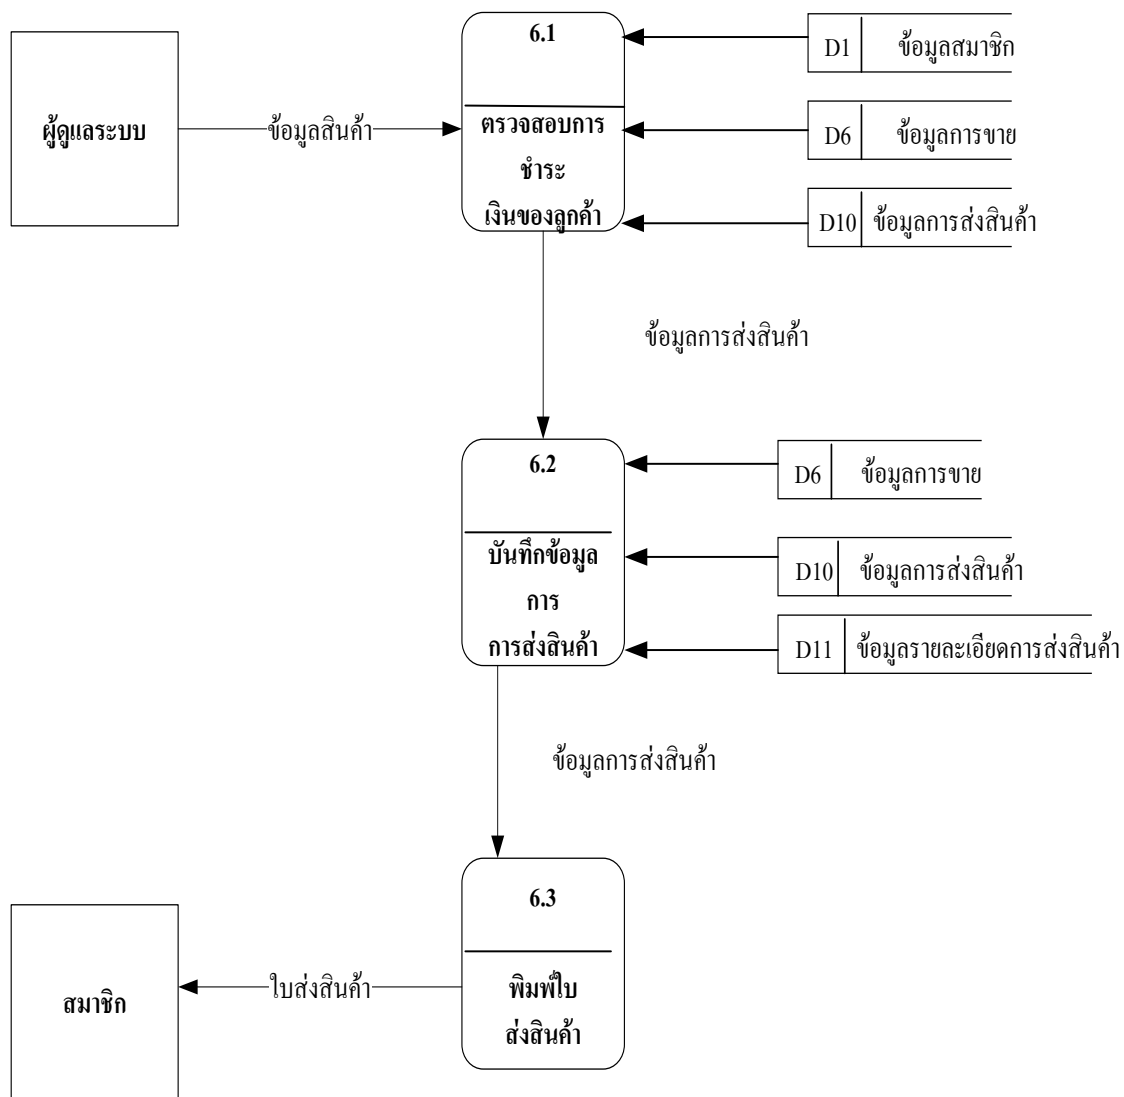 6.1
D1 ข้อมูลสมาชิก
ผู้ดูแลระบบ
ข้อมูลสินค้า
ตรวจสอบการ
ชำระ
เงินของลูกค้า
D6 ข้อมูลการขาย
D10 ข้อมูลการส่งสินค้า
ข้อมูลการส่งสินค้า
6.2
บันทึกข้อมูล
การ
การส่งสินค้า
D6 ข้อมูลการขาย
D10 ข้อมูลการส่งสินค้า
D11 ข้อมูลรายละเอียดการส่งสินค้า
ข้อมูลการส่งสินค้า
6.3
พิมพ์ใบ
ส่งสินค้า
ใบส่งสินค้า
สมาชิก